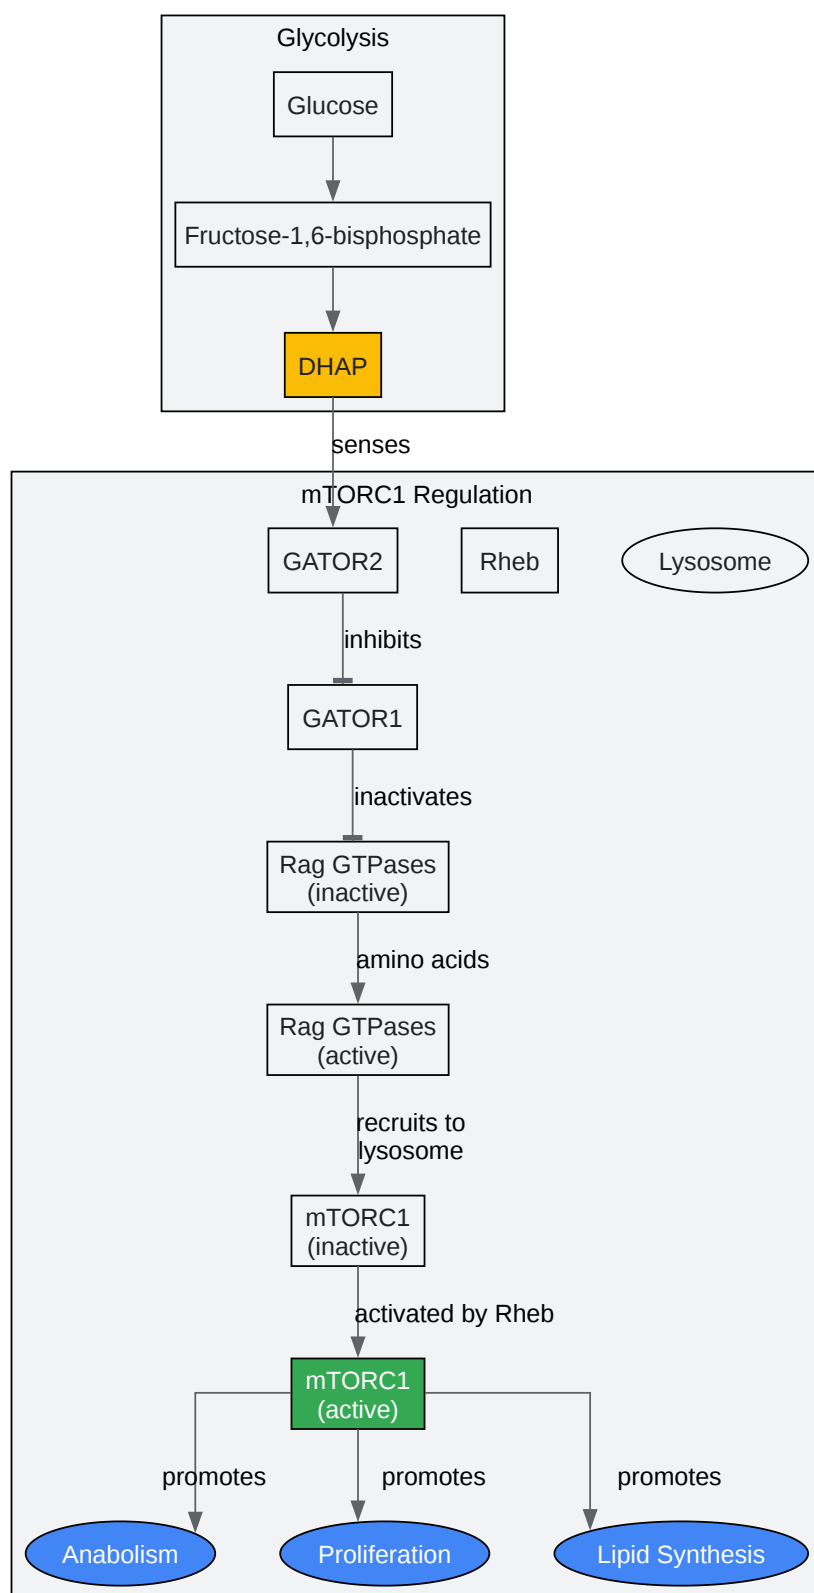 Glycolysis
Glucose
Fructose-1,6-bisphosphate
DHAP
senses
mTORC1 Regulation
GATOR2
Rheb
Lysosome
inhibits
GATOR1
inactivates
Rag GTPases
(inactive)
amino acids
Rag GTPases
(active)
recruits to
lysosome
mTORC1
(inactive)
activated by Rheb
mTORC1
(active)
promotes
promotes
promotes
Anabolism
Proliferation
Lipid Synthesis